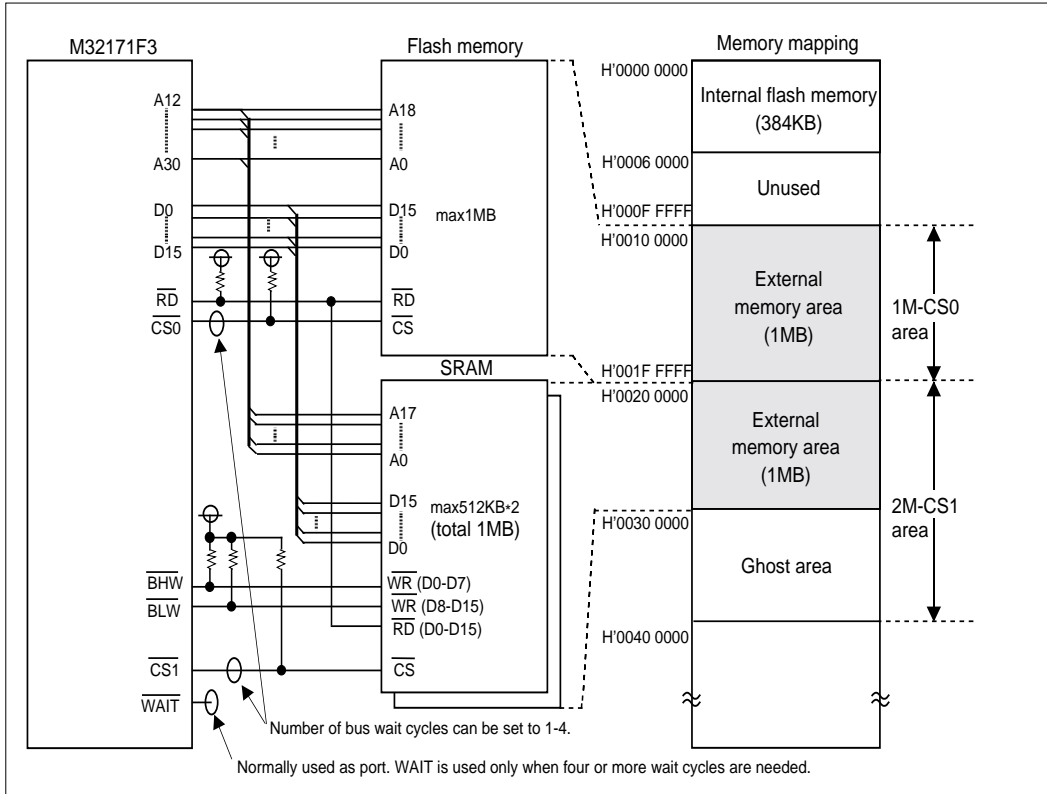 M32171F3
A12
A30
D0
D15
RD
CS0
BHW
BLW
CS1
WAIT
Flash memory
A18
A0
D15
max1MB
D0
RD
CS
SRAM
A17
A0
D15
max512KB*2
(total 1MB)
D0
WR (D0-D7)
WR (D8-D15)
RD (D0-D15)
CS
Number of bus wait cycles can be set to 1-4.
Normally used as port. WAIT is used only when four or more wait cycles are needed.
Memory mapping
H'0000 0000
Internal flash memory
(384KB)
H'0006 0000
Unused
H'000F FFFF
H'0010 0000
External
memory area
(1MB)
1M-CS0
area
H'001F FFFF
H'0020 0000
External
memory area
(1MB)
2M-CS1
area
H'0030 0000
Ghost area
H'0040 0000